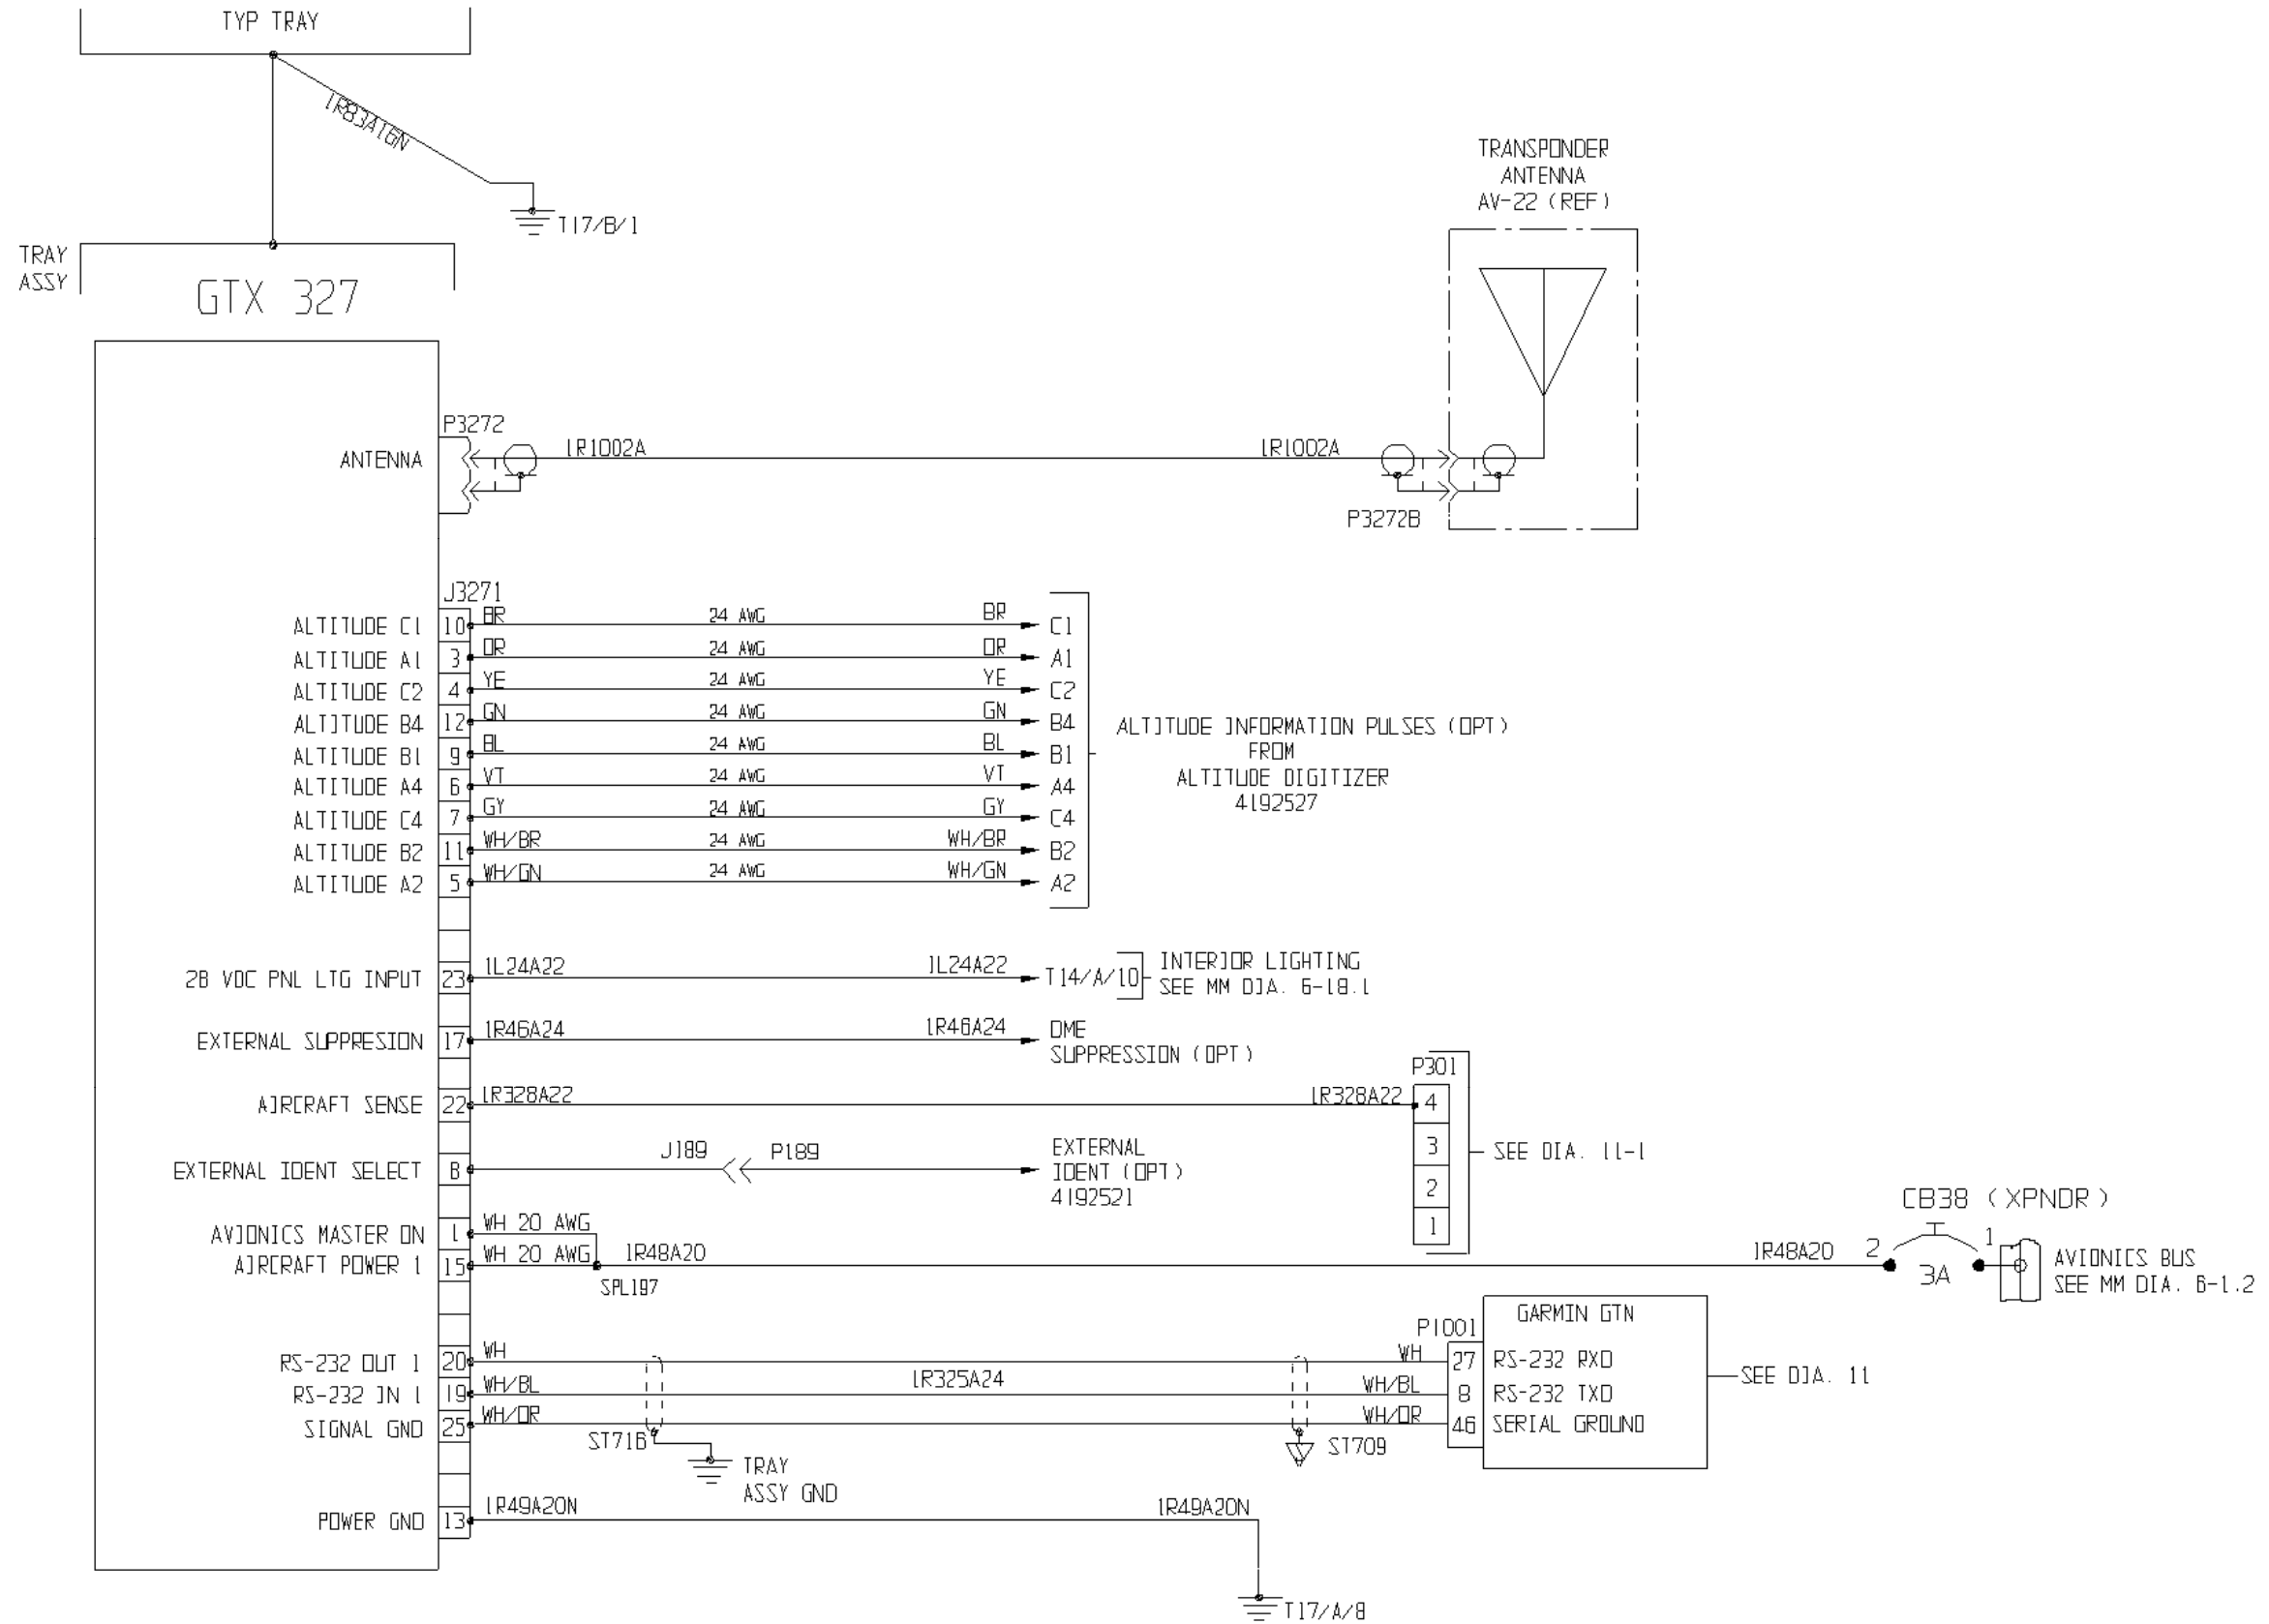 TYP TRAY
1R83A16N
T17/B/1
TRAY
ASSY
GTX 327
TRANSPONDER
ANTENNA
AV-22 (REF)
P3272
ANTENNA
1R1002A
1R1002A
P3272B
J3271
ALTITUDE C1 10 BR 24 AWG BR C1
ALTITUDE A1 3 OR 24 AWG OR A1
ALTITUDE C2 4 YE 24 AWG YE C2
ALTITUDE B4 12 GN 24 AWG GN B4
ALTITUDE B1 9 BL 24 AWG BL B1
ALTITUDE A4 6 VT 24 AWG VT A4
ALTITUDE C4 7 GY 24 AWG GY C4
ALTITUDE B2 11 WH/BR 24 AWG WH/BR B2
ALTITUDE A2 5 WH/GN 24 AWG WH/GN A2
ALTITUDE INFORMATION PULSES (OPT)
FROM
ALTITUDE DIGITIZER
4192527
28 VDC PNL LTG INPUT 23 1L24A22 1L24A22 T14/A/10
INTERIOR LIGHTING
SEE MM DIA. 6-18.1
EXTERNAL SUPPRESION 17 1R46A24 1R46A24
DME
SUPPRESSION (OPT)
P301
AIRCRAFT SENSE 22 1R328A22 1R328A22 4
3
2
1
SEE DIA. 11-1
EXTERNAL IDENT SELECT 8 J189 P189
EXTERNAL
IDENT (OPT)
4192521
AVIONICS MASTER ON 1 WH 20 AWG
AIRCRAFT POWER 1 15 WH 20 AWG 1R48A20 1R48A20 2 1
SPL197
CB38 (XPNDR)
3A
AVIONICS BUS
SEE MM DIA. 6-1.2
GARMIN GTN
P1001
RS-232 OUT 1 20 WH WH 27 RS-232 RXD
RS-232 IN 1 19 WH/BL 1R325A24 WH/BL 8 RS-232 TXD
SIGNAL GND 25 WH/OR WH/OR 46 SERIAL GROUND
SEE DIA. 11
ST716
TRAY
ASSY GND
ST709
POWER GND 13 1R49A20N 1R49A20N
T17/A/8